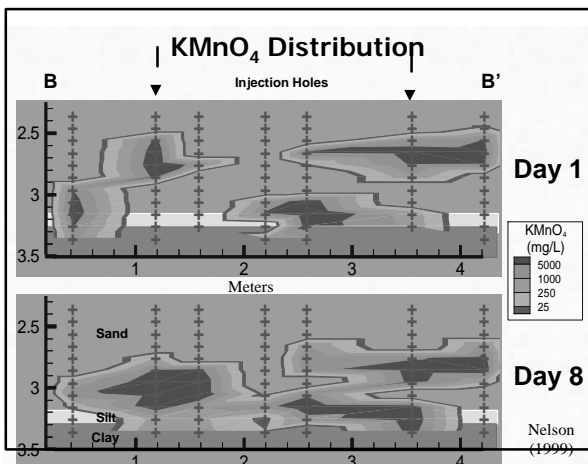 KMnO₄ Distribution
B
Injection Holes
B’
2.5
3
3.5
1
2
3
4
Meters
Day 1
KMnO₄
(mg/L)
5000
1000
250
25
2.5
3
3.5
Sand
Silt
Clay
1
2
3
4
Day 8
Nelson
(1999)